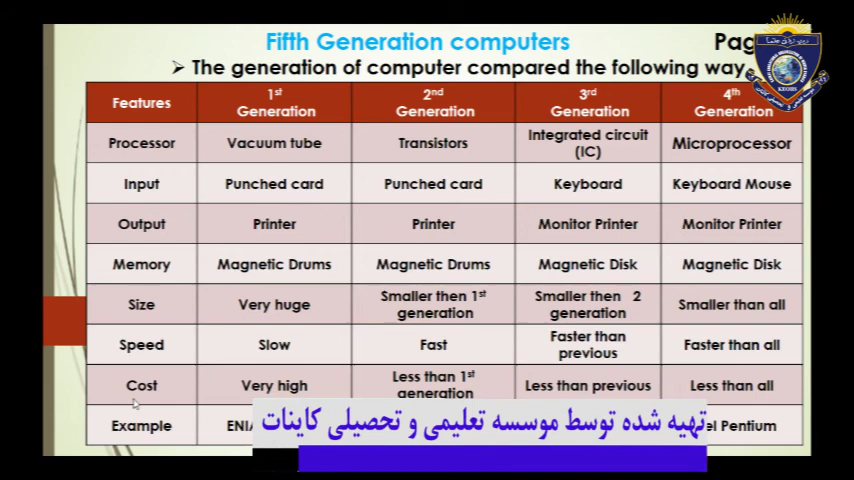 Fifth Generation computers
Pag
➤ The generation of computer compared the following way
Features 1st Generation 2nd Generation 3rd Generation 4th Generation
Processor Vacuum tube Transistors Integrated circuit (IC) Microprocessor
Input Punched card Punched card Keyboard Keyboard Mouse
Output Printer Printer Monitor Printer Monitor Printer
Memory Magnetic Drums Magnetic Drums Magnetic Disk Magnetic Disk
Size Very huge Smaller then 1st generation Smaller then 2 generation Smaller than all
Speed Slow Fast Faster than previous Faster than all
Cost Very high Less than 1st generation Less than previous Less than all
Example ENIA el Pentium
تهیه شده توسط موسسه تعلیمی و تحصیلی کاینات